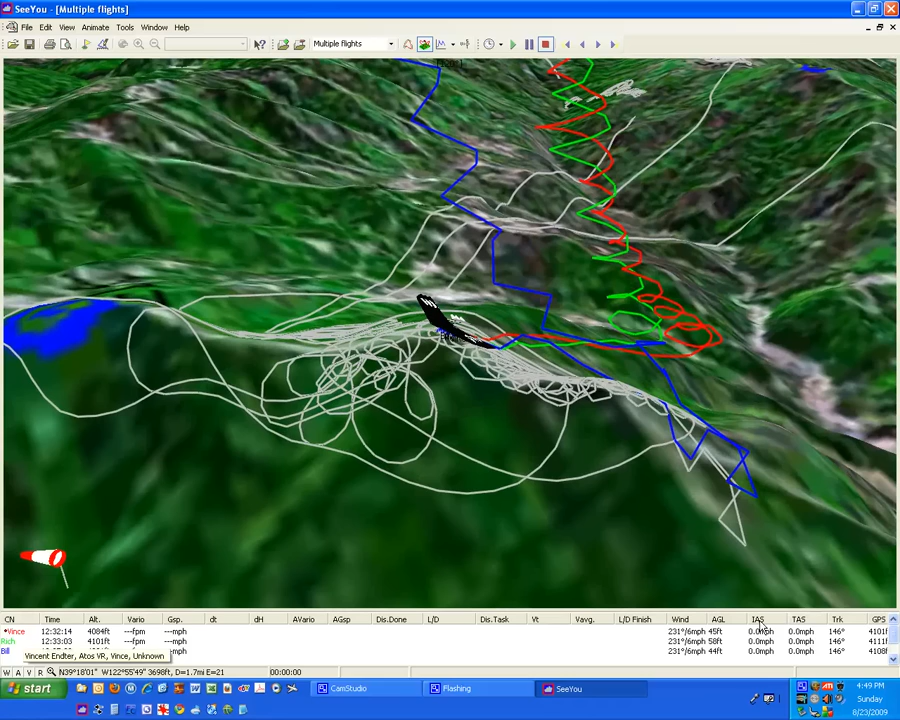 SeeYou - [Multiple flights]
File Edit View Animate Tools Window Help
Multiple flights
CN Time Alt. Vario Gsp. dt dH AVario AGsp Dis.Done L/D Dis.Task Vt Vavg. L/D Finish Wind AGL IAS TAS Trk GPS
*Vince 12:32:14 4084ft ---fpm ---mph 231°/6mph 45ft 0.0mph 0.0mph 146° 4101f
Rich 12:33:03 4101ft ---fpm ---mph 231°/6mph 58ft 0.0mph 0.0mph 146° 4111f
Bill ---fpm ---mph 231°/6mph 44ft 0.0mph 0.0mph 146° 4108f
Vincent Endter, Atos VR, Vince, Unknown
W A V R N39°18'01" W122°55'49" 3698ft, D=1.7mi E=21 00:00:00
start CamStudio Flashing SeeYou
4:49 PM
Sunday
8/23/2009